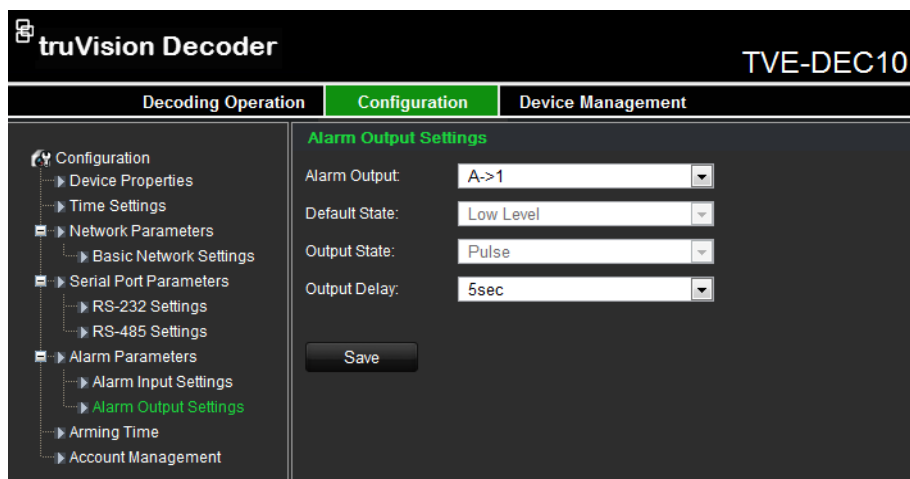 truVision Decoder
TVE-DEC10
Decoding Operation Configuration Device Management
Configuration
Device Properties
Time Settings
Network Parameters
Basic Network Settings
Serial Port Parameters
RS-232 Settings
RS-485 Settings
Alarm Parameters
Alarm Input Settings
Alarm Output Settings
Arming Time
Account Management
Alarm Output Settings
Alarm Output: A->1
Default State: Low Level
Output State: Pulse
Output Delay: 5sec
Save